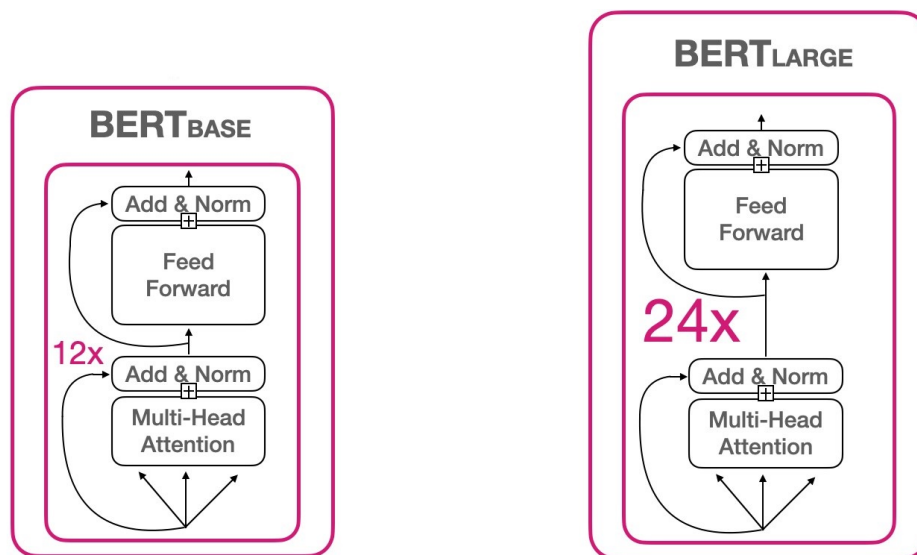 BERTBASE
Add & Norm
Feed
Forward
12x
Add & Norm
Multi-Head
Attention
BERTLARGE
Add & Norm
Feed
Forward
24x
Add & Norm
Multi-Head
Attention